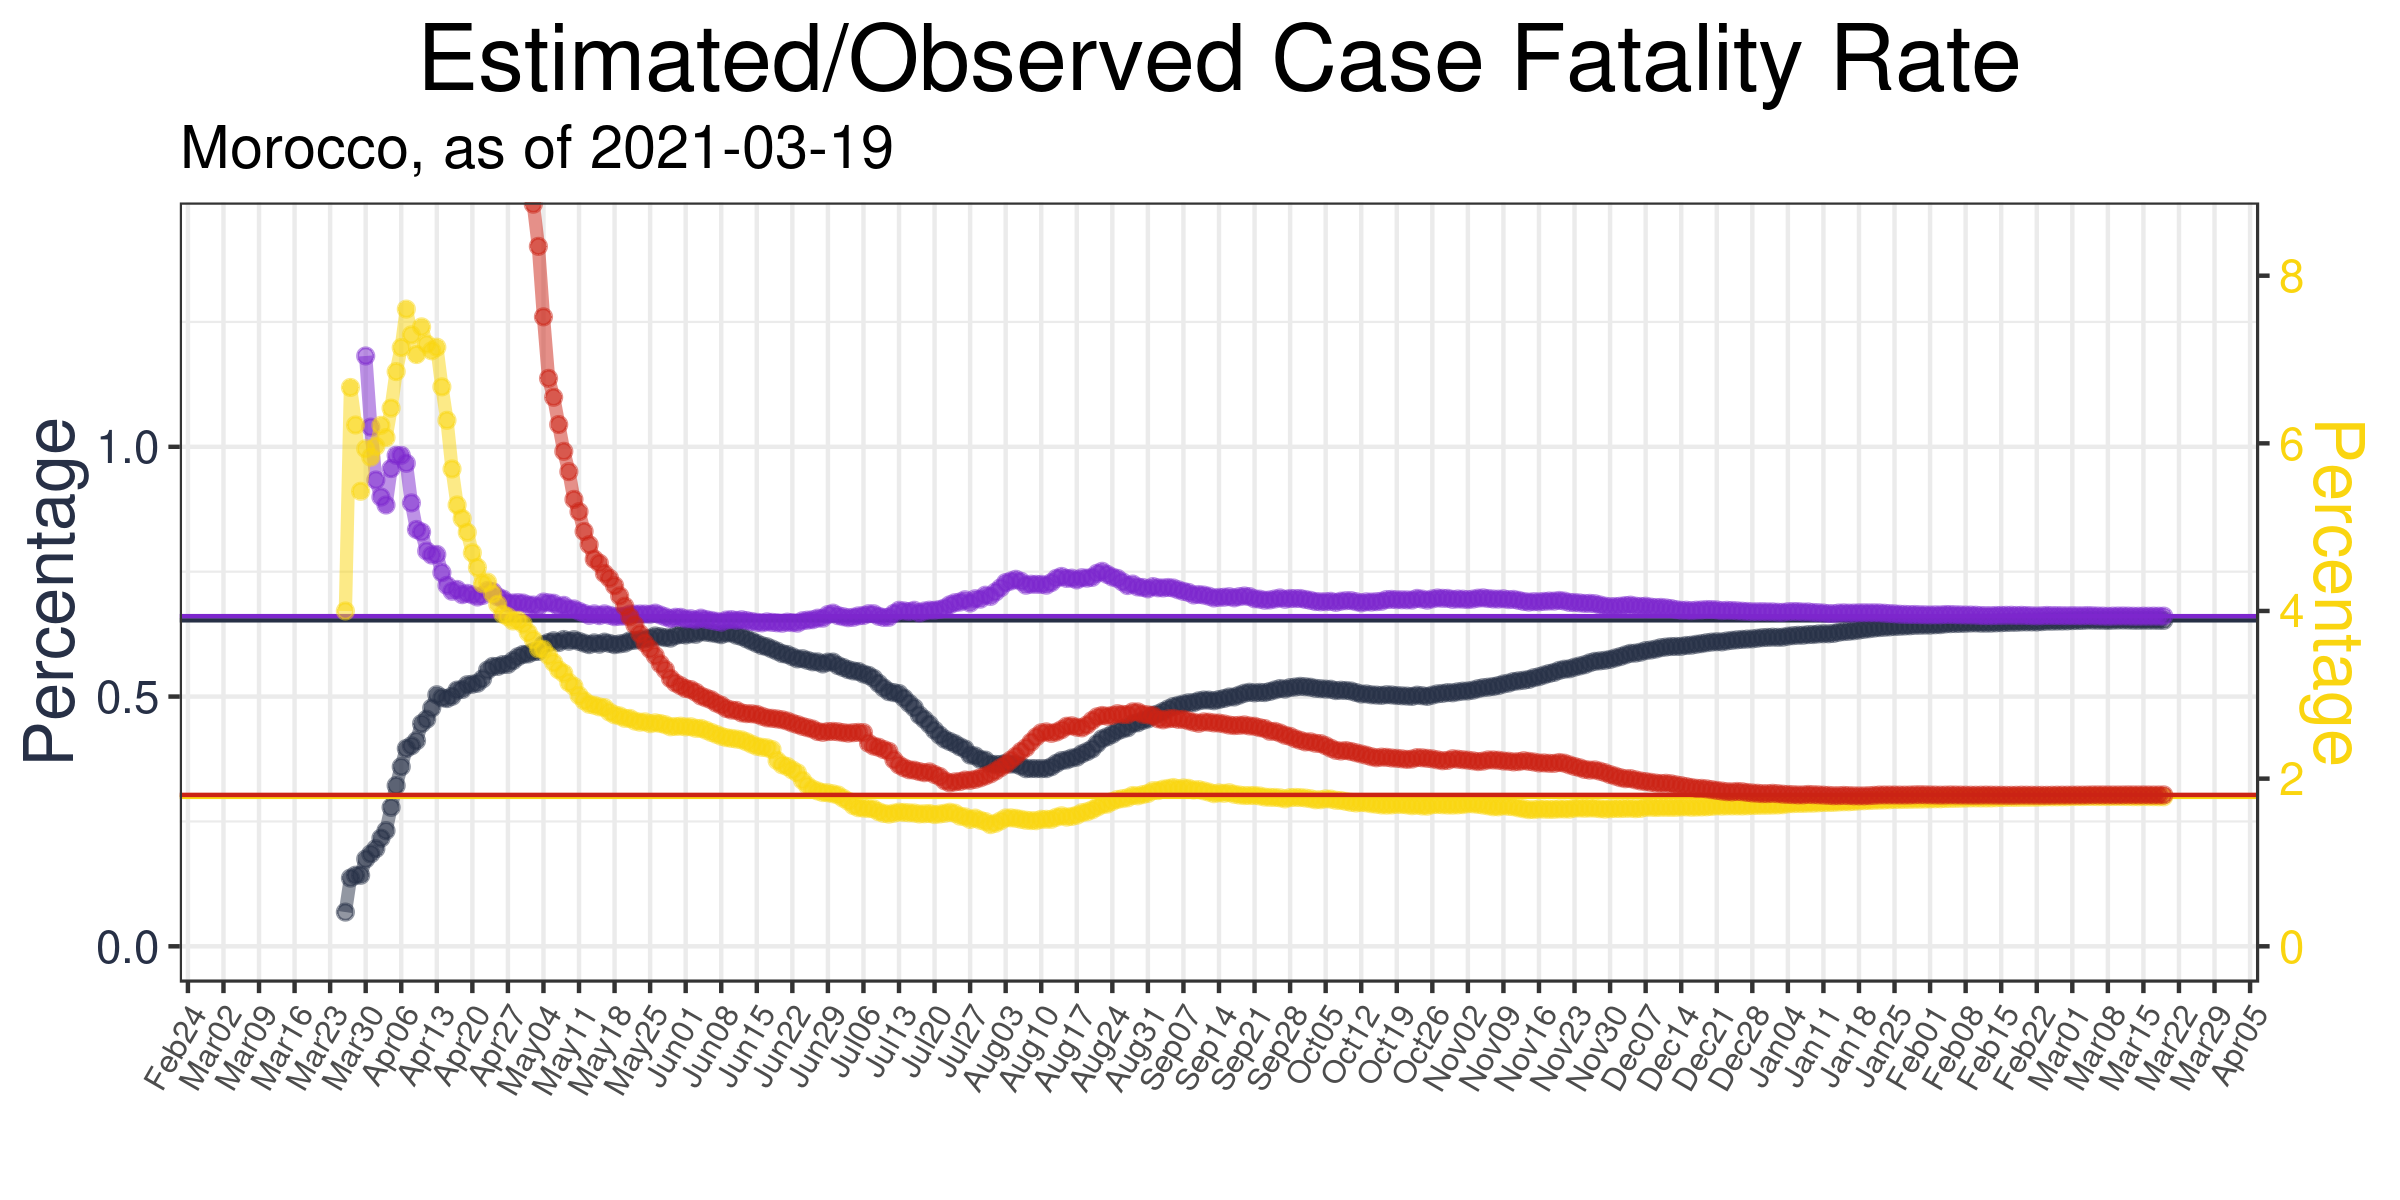 Estimated/Observed Case Fatality Rate
Morocco, as of 2021-03-19
Percentage
1.0
0.5
0.0
8
6
4
2
0
Percentage
Feb24
Mar02
Mar09
Mar16
Mar23
Mar30
Apr06
Apr13
Apr20
Apr27
May04
May11
May18
May25
Jun01
Jun08
Jun15
Jun22
Jun29
Jul06
Jul13
Jul20
Jul27
Aug03
Aug10
Aug17
Aug24
Aug31
Sep07
Sep14
Sep21
Sep28
Oct05
Oct12
Oct19
Oct26
Nov02
Nov09
Nov16
Nov23
Nov30
Dec07
Dec14
Dec21
Dec28
Jan04
Jan11
Jan18
Jan25
Feb01
Feb08
Feb15
Feb22
Mar01
Mar08
Mar15
Mar22
Mar29
Apr05